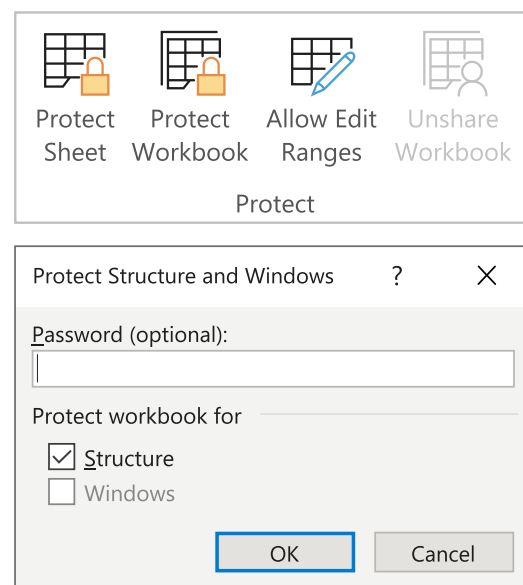 Protect Sheet
Protect Workbook
Allow Edit Ranges
Unshare Workbook
Protect
Protect Structure and Windows ?
Password (optional):
Protect workbook for
Structure
Windows
OK Cancel